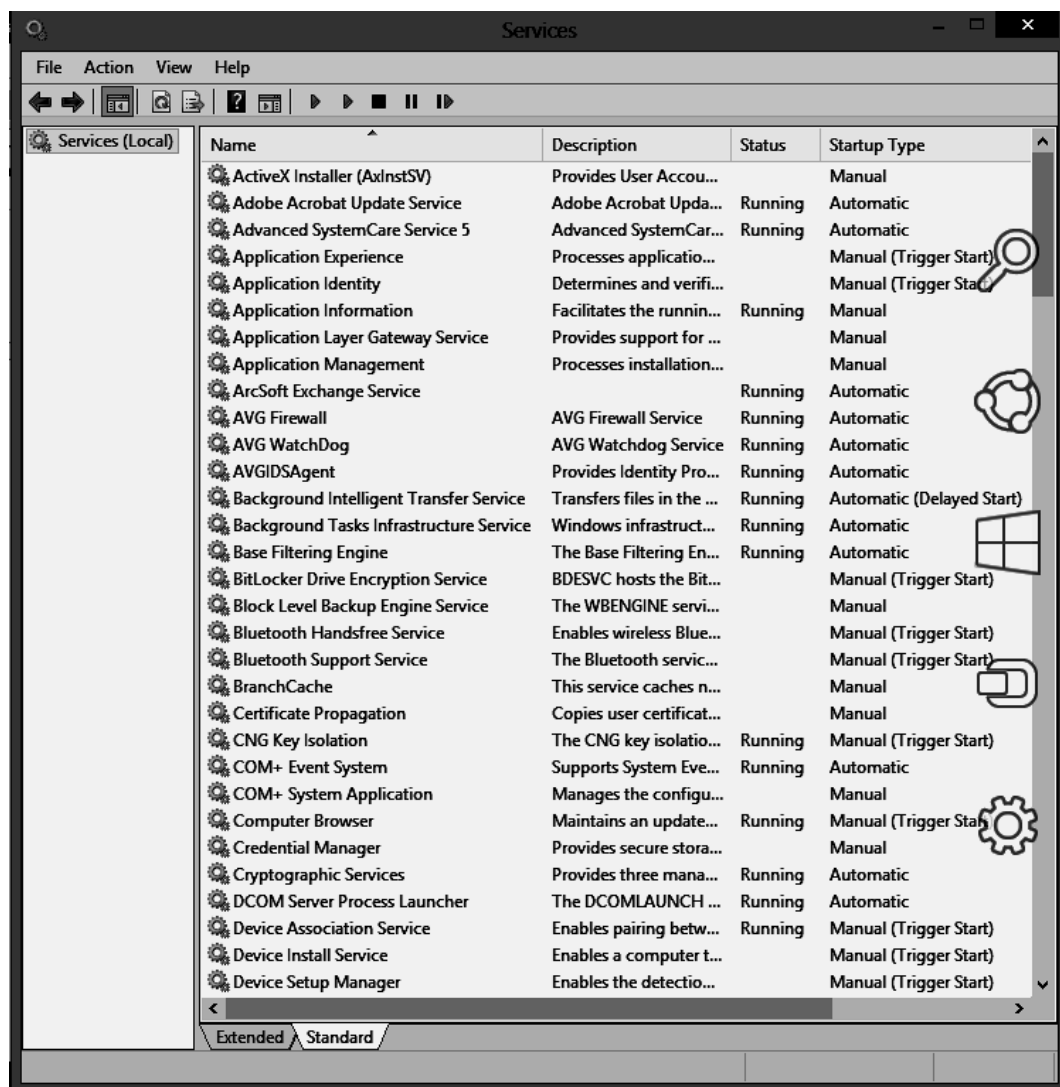 Services
File Action View Help
Services (Local)
Name Description Status Startup Type
ActiveX Installer (AxInstSV) Provides User Accou... Manual
Adobe Acrobat Update Service Adobe Acrobat Upda... Running Automatic
Advanced SystemCare Service 5 Advanced SystemCar... Running Automatic
Application Experience Processes applicatio... Manual (Trigger Start)
Application Identity Determines and verifi... Manual (Trigger Start)
Application Information Facilitates the runnin... Running Manual
Application Layer Gateway Service Provides support for ... Manual
Application Management Processes installation... Manual
ArcSoft Exchange Service Running Automatic
AVG Firewall AVG Firewall Service Running Automatic
AVG WatchDog AVG Watchdog Service Running Automatic
AVGIDSAgent Provides Identity Pro... Running Automatic
Background Intelligent Transfer Service Transfers files in the ... Running Automatic (Delayed Start)
Background Tasks Infrastructure Service Windows infrastruct... Running Automatic
Base Filtering Engine The Base Filtering En... Running Automatic
BitLocker Drive Encryption Service BDESVC hosts the Bit... Manual (Trigger Start)
Block Level Backup Engine Service The WBENGINE servi... Manual
Bluetooth Handsfree Service Enables wireless Blue... Manual (Trigger Start)
Bluetooth Support Service The Bluetooth servic... Manual (Trigger Start)
BranchCache This service caches n... Manual
Certificate Propagation Copies user certificat... Manual
CNG Key Isolation The CNG key isolatio... Running Manual (Trigger Start)
COM+ Event System Supports System Eve... Running Automatic
COM+ System Application Manages the configu... Manual
Computer Browser Maintains an update... Running Manual (Trigger Start)
Credential Manager Provides secure stora... Manual
Cryptographic Services Provides three mana... Running Automatic
DCOM Server Process Launcher The DCOMLAUNCH ... Running Automatic
Device Association Service Enables pairing betw... Running Manual (Trigger Start)
Device Install Service Enables a computer t... Manual (Trigger Start)
Device Setup Manager Enables the detectio... Manual (Trigger Start)
Extended Standard